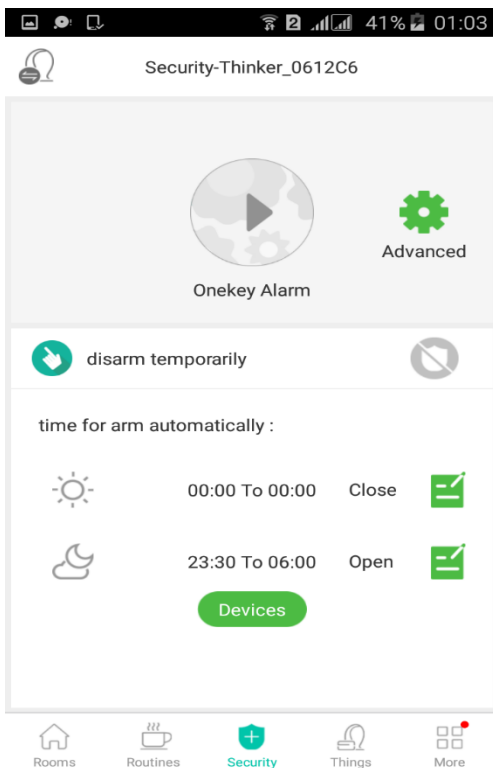 2 41% 01:03
Security-Thinker_0612C6
Advanced
Onekey Alarm
disarm temporarily
time for arm automatically :
00:00 To 00:00 Close
23:30 To 06:00 Open
Devices
Rooms Routines Security Things More